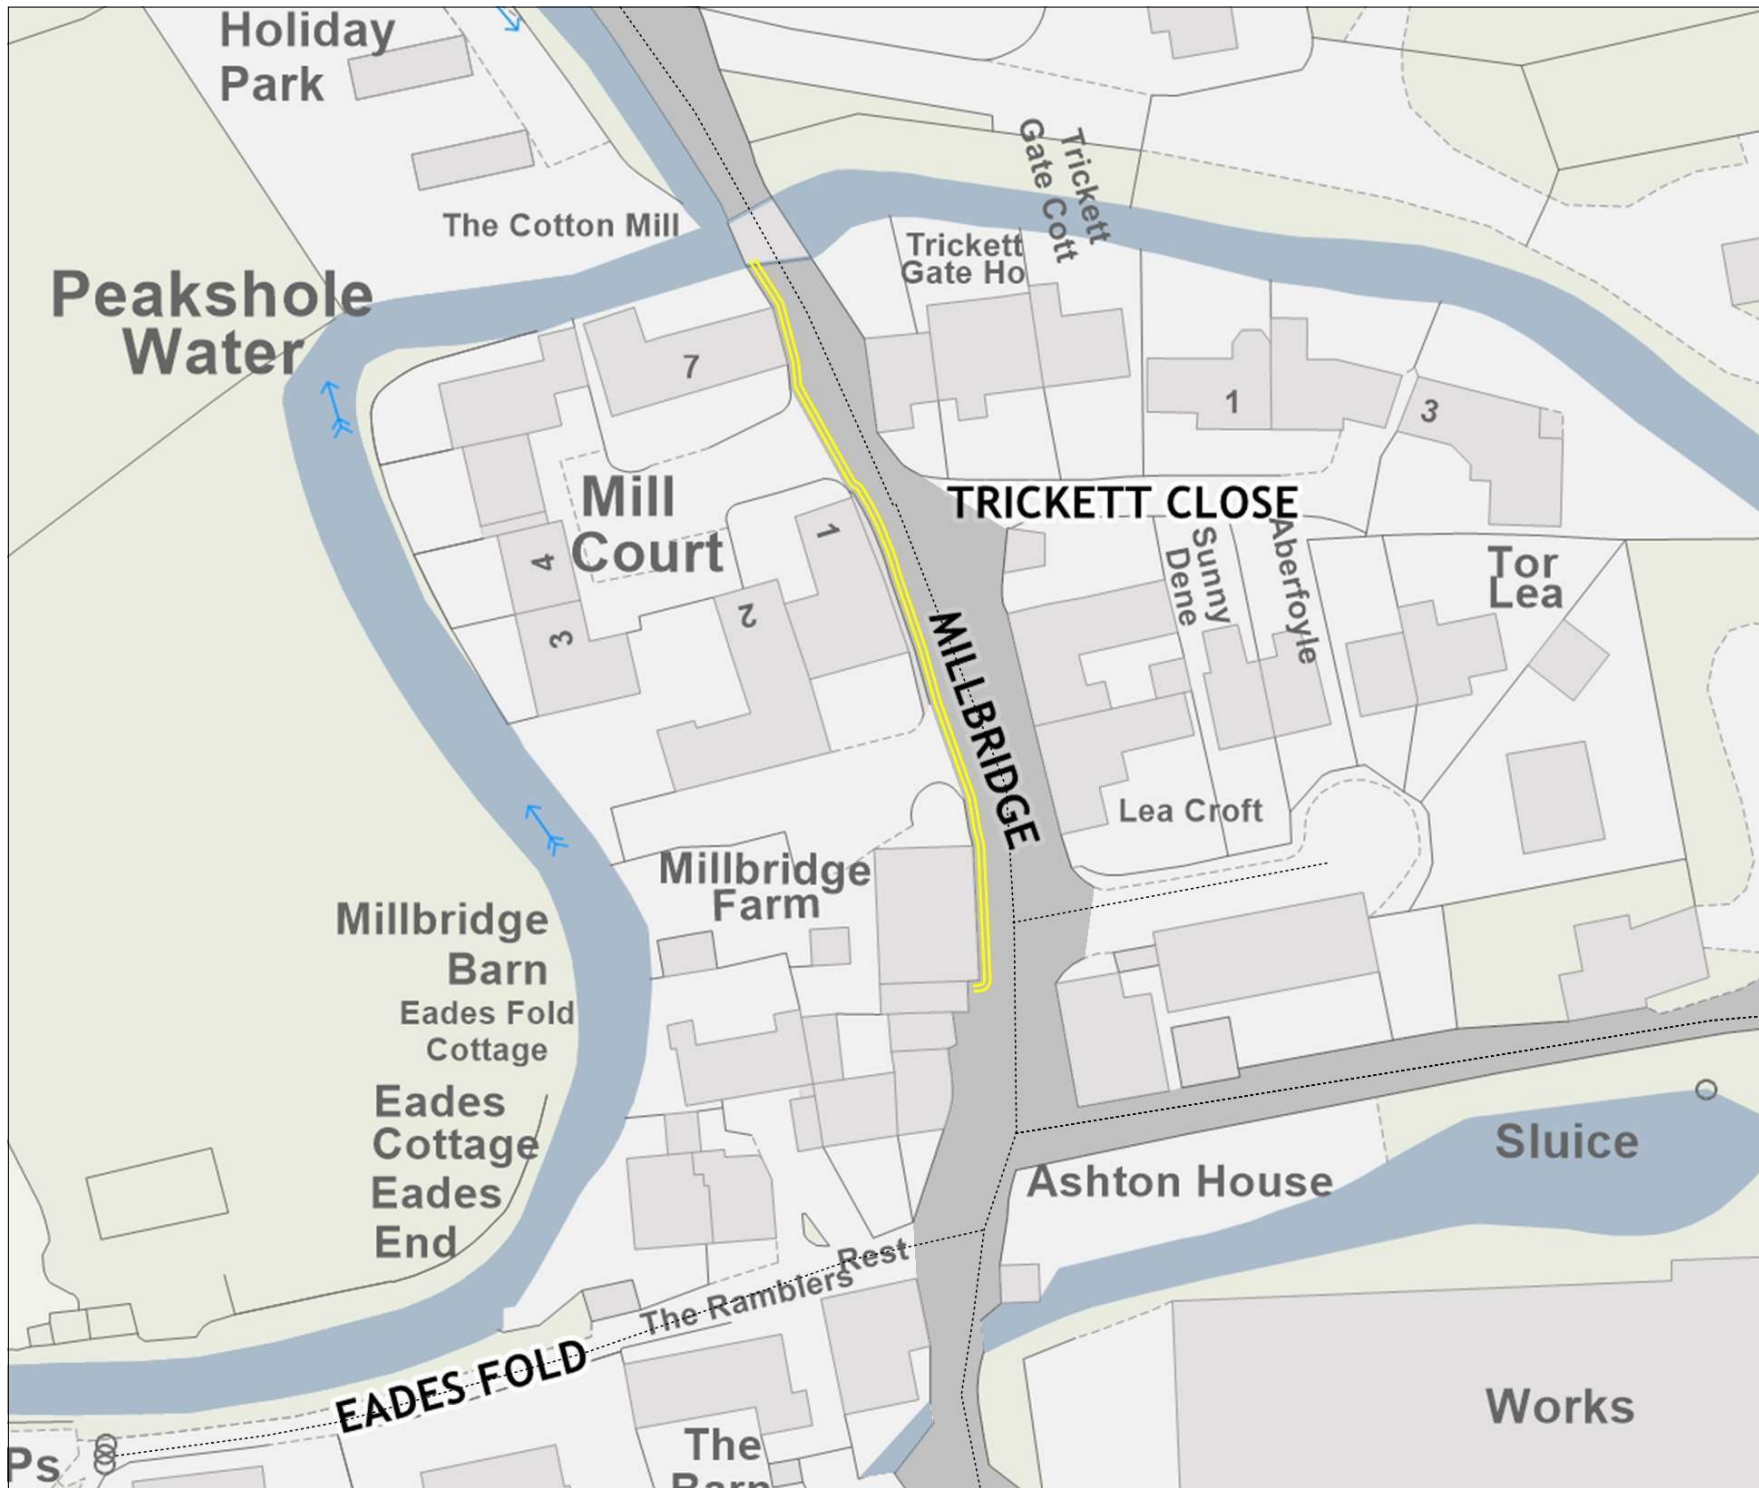 Holiday
Park
The Cotton Mill
Peakshole
Water
Trickett
Gate Cott
Trickett
Gate Ho
7
1
3
Mill
Court
TRICKETT CLOSE
1
4
2
3
Sunny
Dene
Aberfoyle
Tor
Lea
MILLBRIDGE
Lea Croft
Millbridge
Farm
Millbridge
Barn
Eades Fold
Cottage
Eades
Cottage
Eades
End
Ashton House
Sluice
The Ramblers
Rest
EADES FOLD
Works
The
Barn
Ps